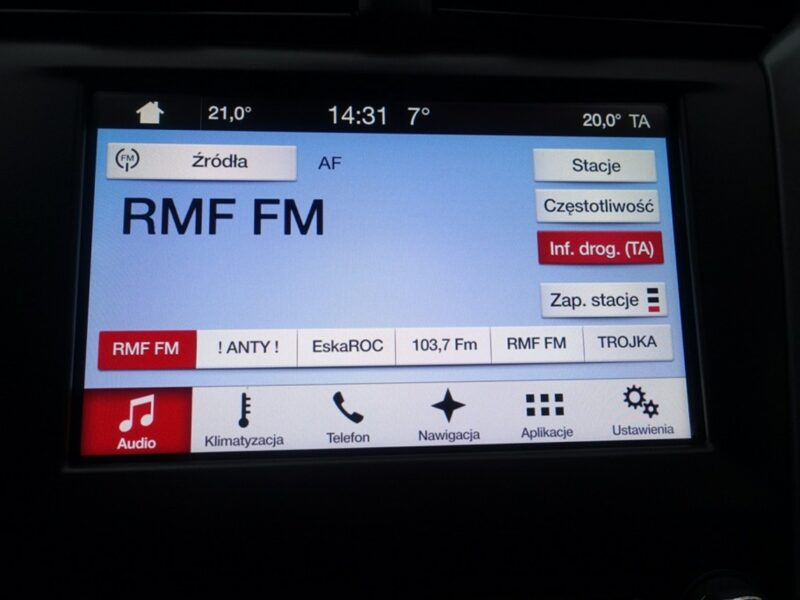 21,0° 14:31 7° 20,0° TA
FM Źródła AF Stacje
RMF FM
Częstotliwość
Inf. drog. (TA)
Zap. stacje
RMF FM ! ANTY ! EskaROC 103,7 Fm RMF FM TROJKA
Audio Klimatyzacja Telefon Nawigacja Aplikacje Ustawienia